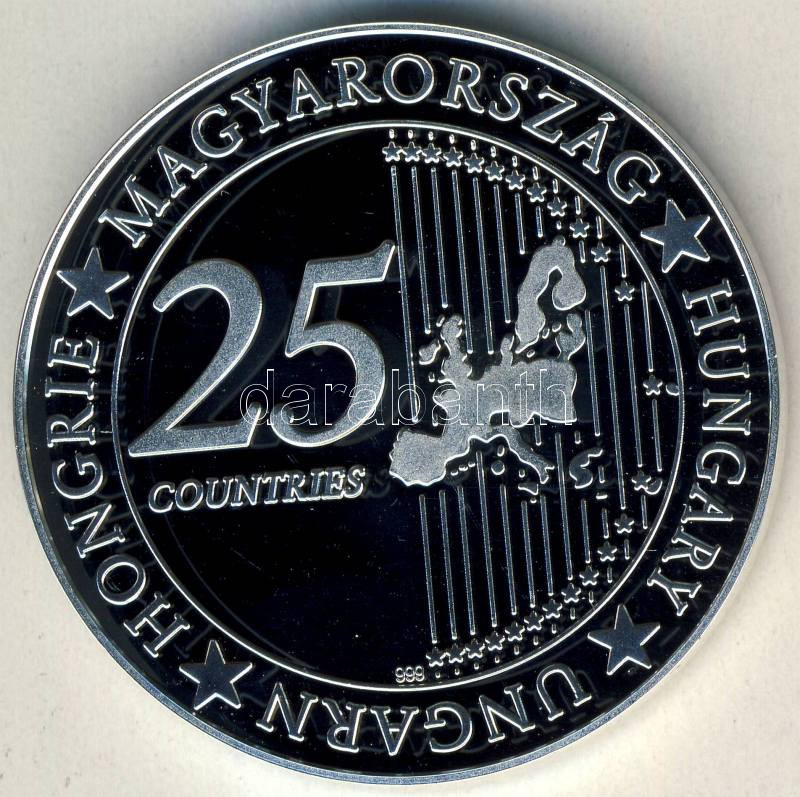 MAGYARORSZÁG
HUNGARY
UNGARN
HONGRIE
25
COUNTRIES
999
darabanth